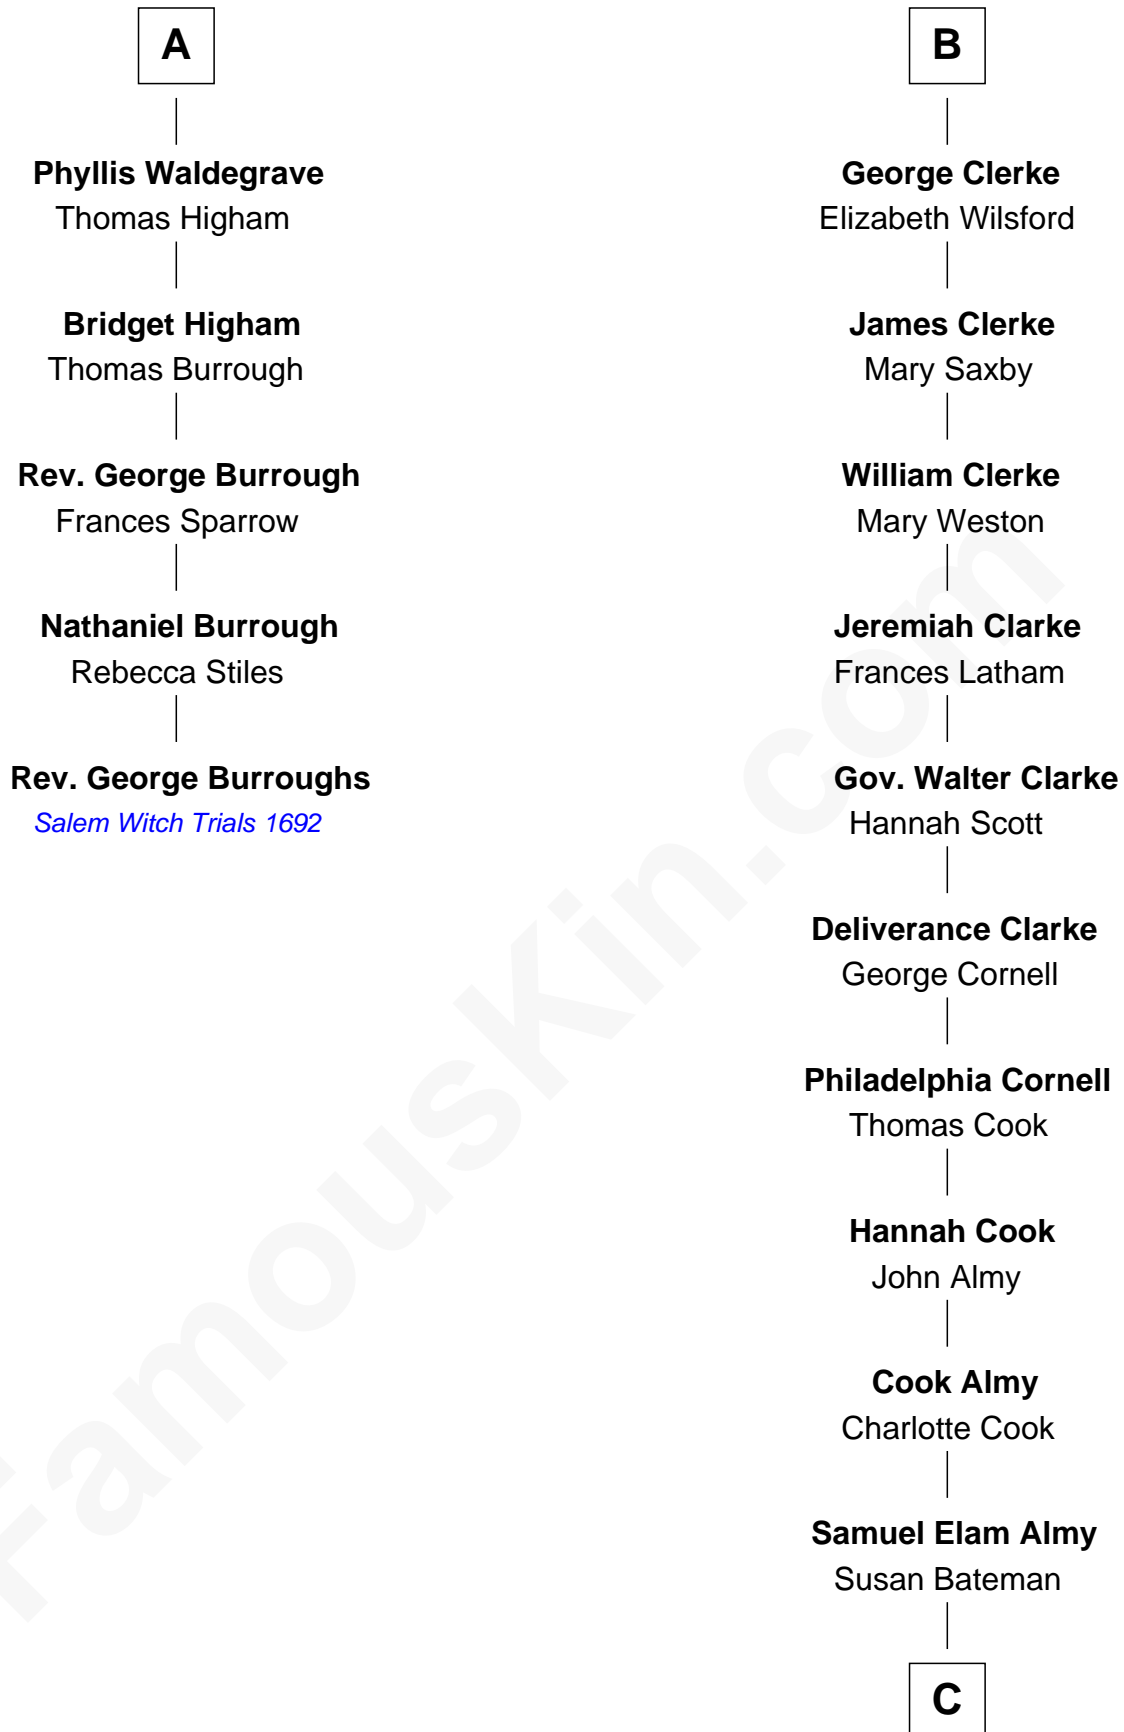 A
Phyllis Waldegrave
Thomas Higham
Bridget Higham
Thomas Burrough
Rev. George Burrough
Frances Sparrow
Nathaniel Burrough
Rebecca Stiles
Rev. George Burroughs
Salem Witch Trials 1692
B
George Clerke
Elizabeth Wilsford
James Clerke
Mary Saxby
William Clerke
Mary Weston
Jeremiah Clarke
Frances Latham
Gov. Walter Clarke
Hannah Scott
Deliverance Clarke
George Cornell
Philadelphia Cornell
Thomas Cook
Hannah Cook
John Almy
Cook Almy
Charlotte Cook
Samuel Elam Almy
Susan Bateman
C
FamousKin.com